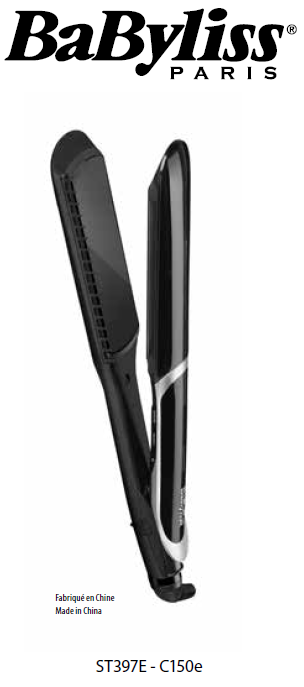 BaByliss®
PARIS
Fabriqué en Chine
Made in China
ST397E - C150e